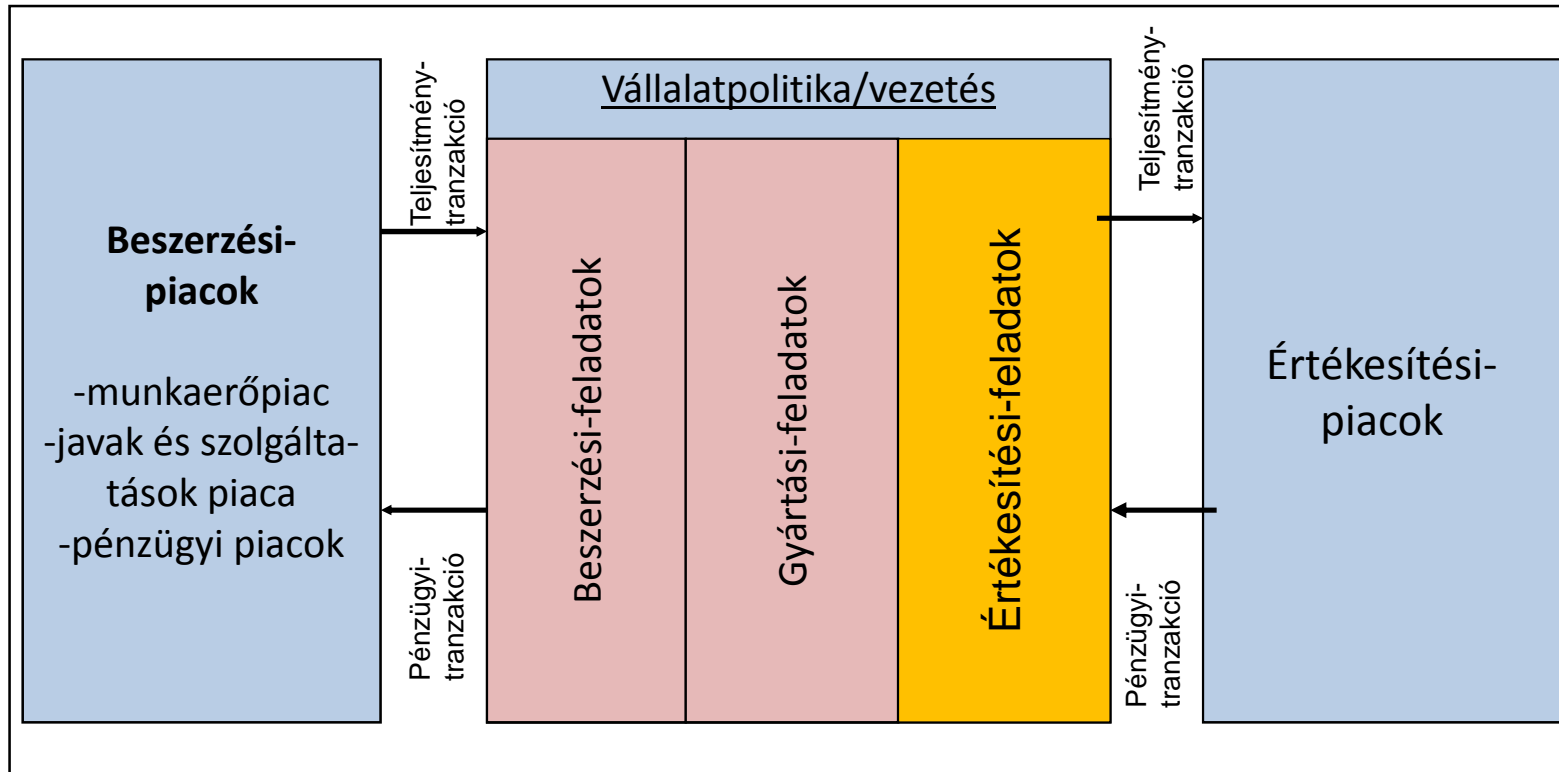 Beszerzési-
piacok
-munkaerőpiac
-javak és szolgálta-
tások piaca
-pénzügyi piacok
Teljesítmény-
tranzakció
Pénzügyi-
tranzakció
Vállalatpolitika/vezetés
Beszerzési-feladatok
Gyártási-feladatok
Értékesítési-feladatok
Teljesítmény-
tranzakció
Pénzügyi-
tranzakció
Értékesítési-
piacok